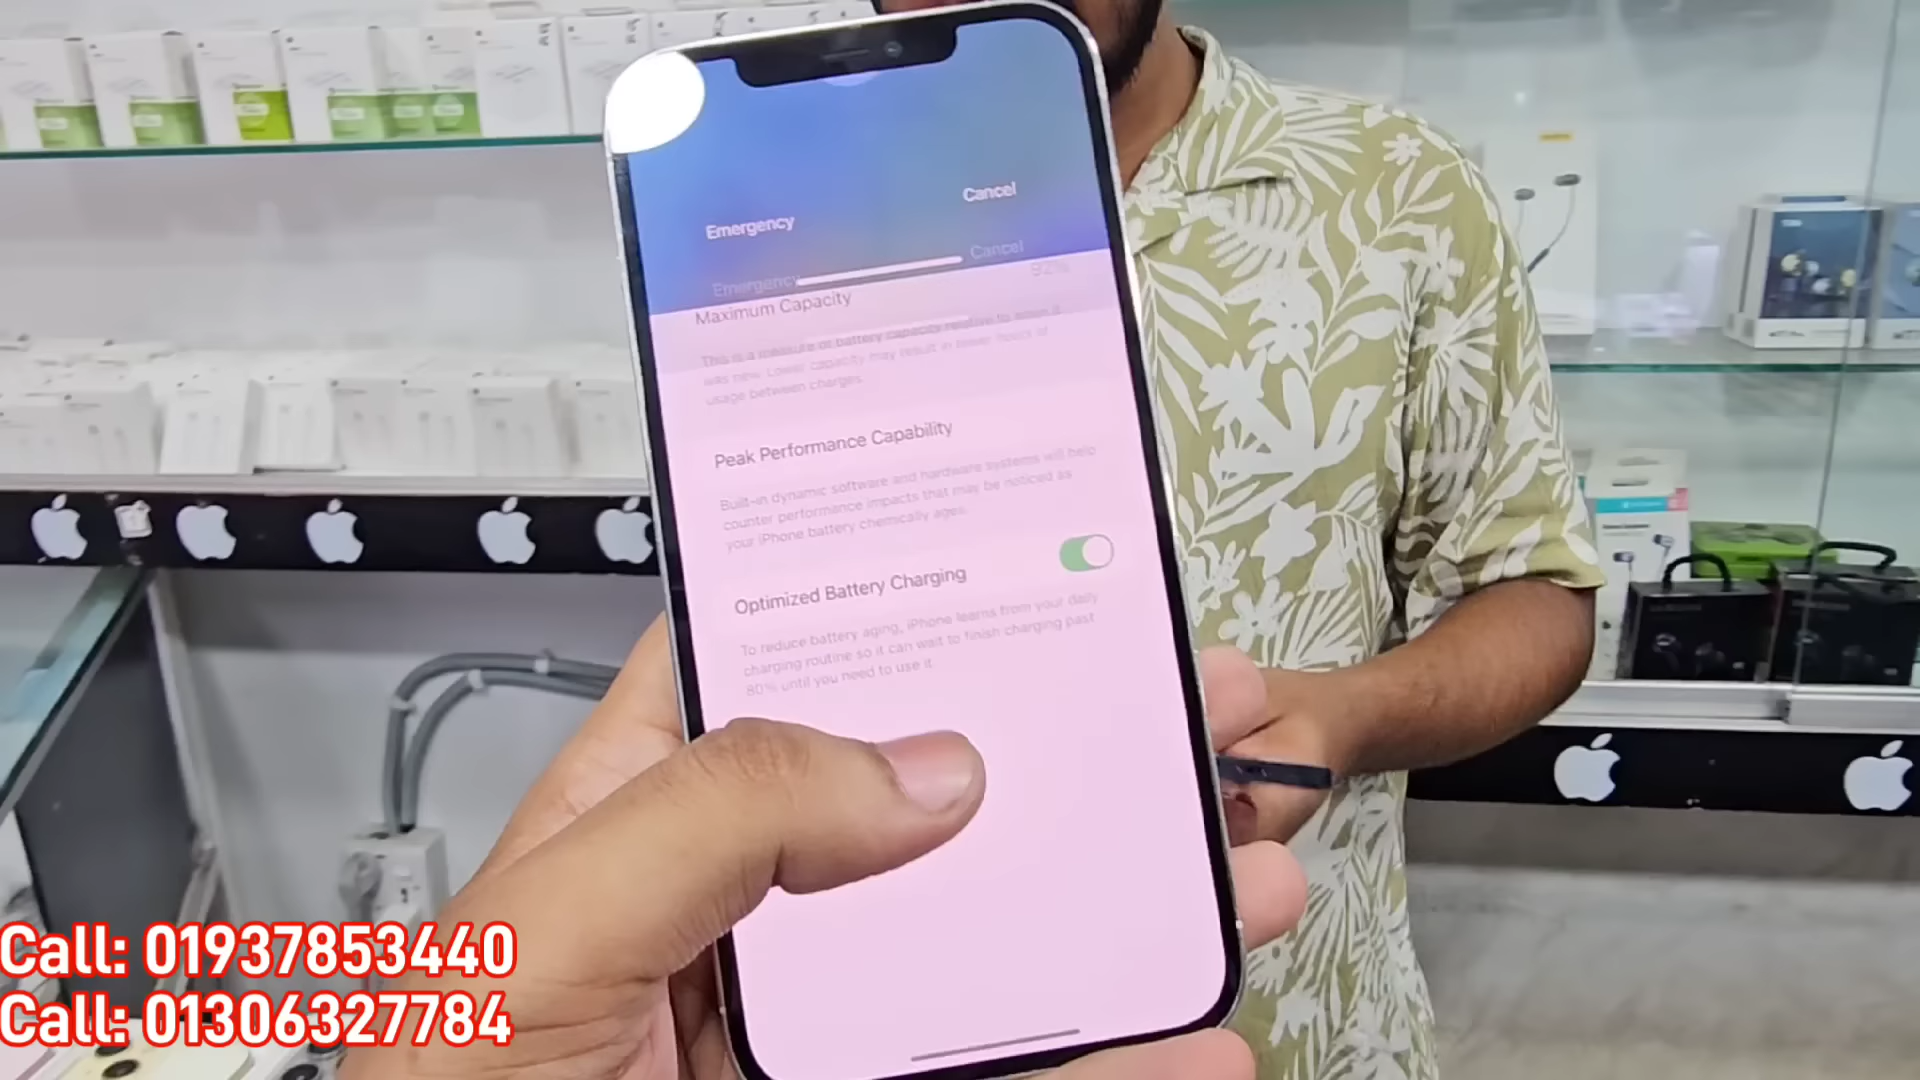 Cancel
Emergency
Cancel
Emergency
92%
Maximum Capacity
This is a measure of battery capacity relative to when it
was new. Lower capacity may result in fewer hours of
usage between charges.
Peak Performance Capability
Built-in dynamic software and hardware systems will help
counter performance impacts that may be noticed as
your iPhone battery chemically ages.
Optimized Battery Charging
To reduce battery aging, iPhone learns from your daily
charging routine so it can wait to finish charging past
80% until you need to use it.
Call: 01937853440
Call: 01306327784